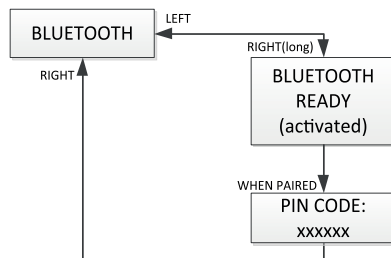 LEFT
BLUETOOTH
RIGHT(long)
RIGHT
BLUETOOTH
READY
(activated)
WHEN PAIRED
PIN CODE:
xxxxxx